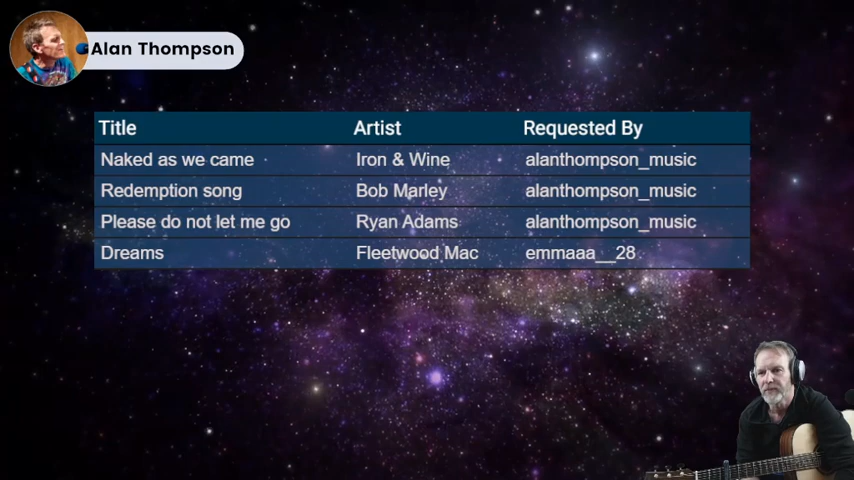 Alan Thompson
Title Artist Requested By
Naked as we came Iron & Wine alanthompson_music
Redemption song Bob Marley alanthompson_music
Please do not let me go Ryan Adams alanthompson_music
Dreams Fleetwood Mac emmaaa__28